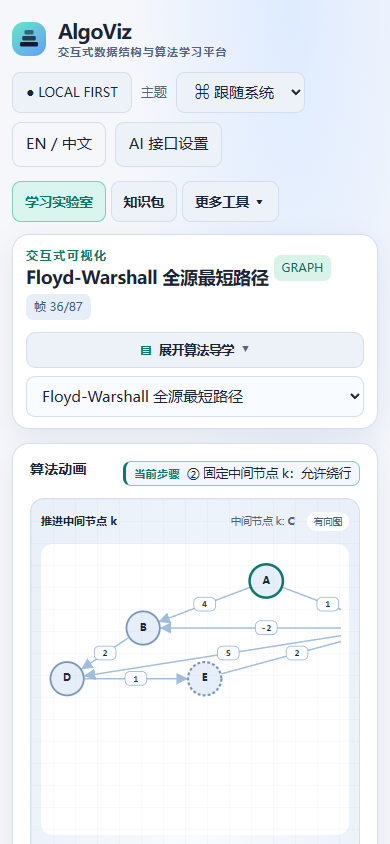 AlgoViz
交互式数据结构与算法学习平台
● LOCAL FIRST
主题
⌘ 跟随系统
EN / 中文
AI 接口设置
学习实验室
知识包
更多工具 ▼
交互式可视化
Floyd-Warshall 全源最短路径
GRAPH
帧 36/87
▤ 展开算法导学 ▼
Floyd-Warshall 全源最短路径
算法动画
当前步骤 ② 固定中间节点 k：允许绕行
推进中间节点 k
中间节点 k: C
有向图
A
4
1
B
-2
2
5
2
D
1
E